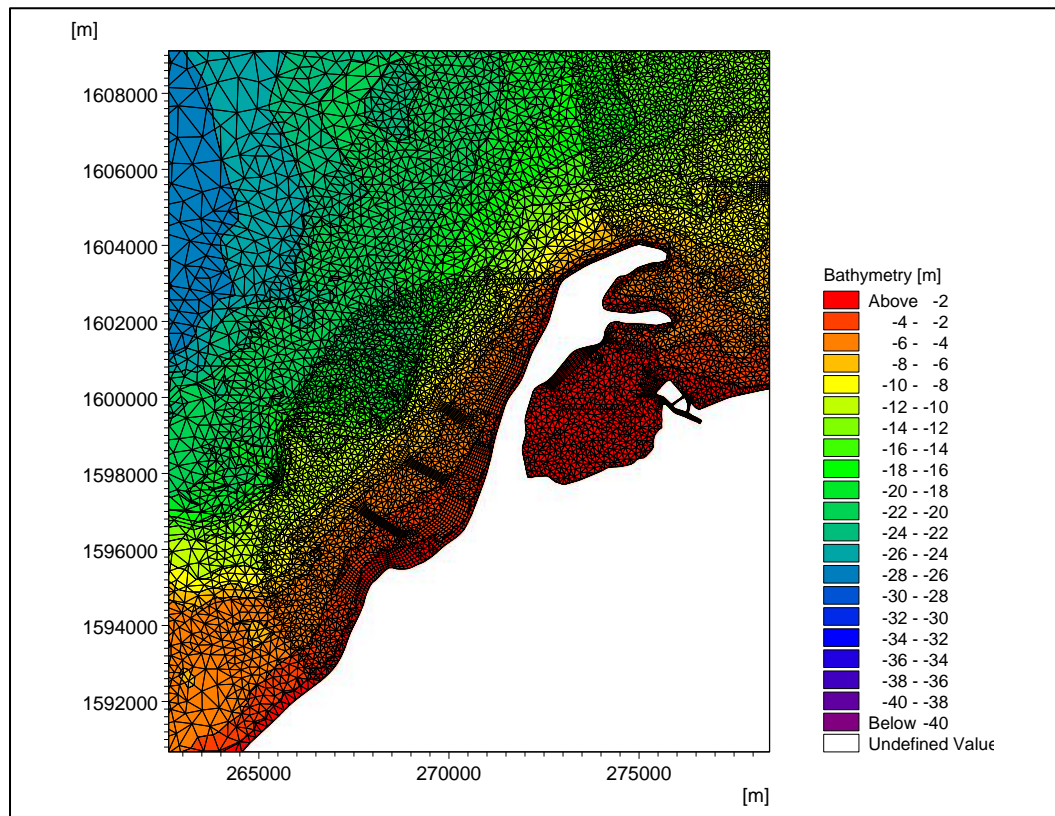 [m]
1608000
1606000
1604000
1602000
1600000
1598000
1596000
1594000
1592000
265000 270000 275000
[m]
Bathymetry [m]
Above -2
-4 - -2
-6 - -4
-8 - -6
-10 - -8
-12 - -10
-14 - -12
-16 - -14
-18 - -16
-20 - -18
-22 - -20
-24 - -22
-26 - -24
-28 - -26
-30 - -28
-32 - -30
-34 - -32
-36 - -34
-38 - -36
-40 - -38
Below -40
Undefined Value